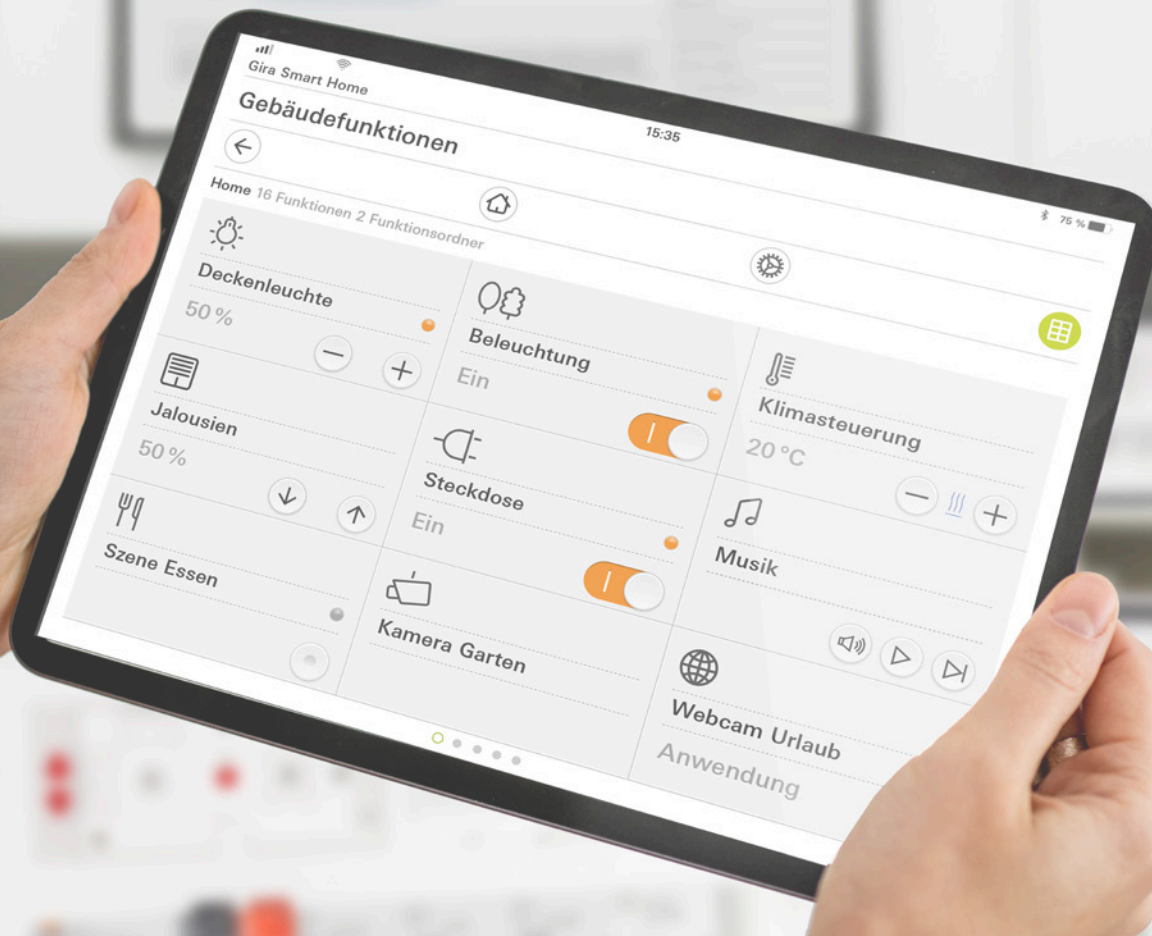 Gira Smart Home
15:35
75 %
Gebäudefunktionen
Home 16 Funktionen 2 Funktionsordner
Deckenleuchte
50 %
Beleuchtung
Ein
Klimasteuerung
20 °C
Jalousien
50 %
Steckdose
Ein
Musik
Szene Essen
Kamera Garten
Webcam Urlaub
Anwendung